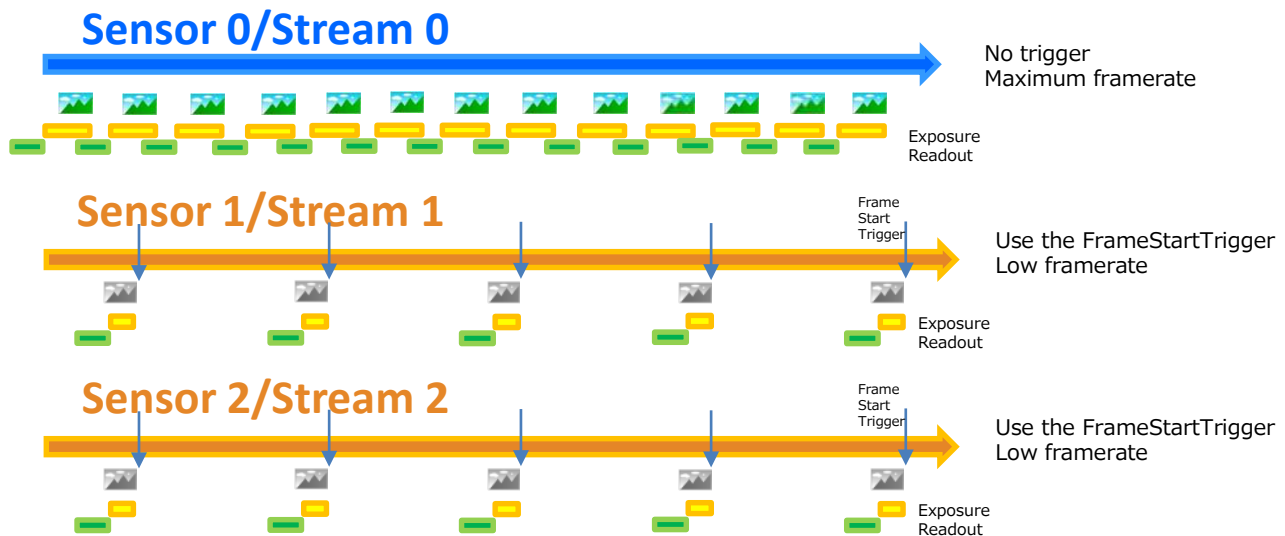 Sensor 0/Stream 0
No trigger
Maximum framerate
Exposure
Readout
Sensor 1/Stream 1
Frame
Start
Trigger
Use the FrameStartTrigger
Low framerate
Exposure
Readout
Sensor 2/Stream 2
Frame
Start
Trigger
Use the FrameStartTrigger
Low framerate
Exposure
Readout